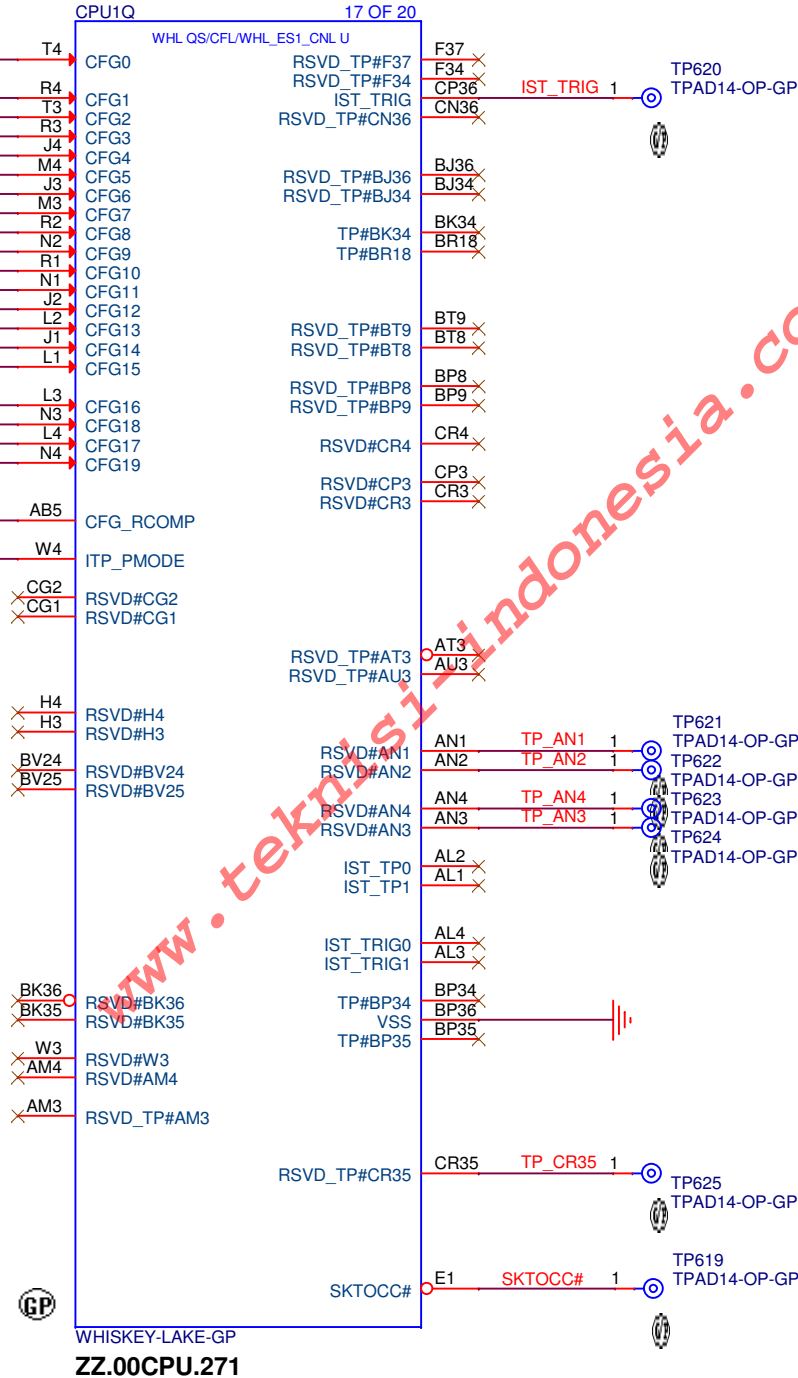 CPU1Q 17 OF 20
WHL QS/CFL/WHL_ES1_CNL U
T4 CFG0
R4 CFG1
T3 CFG2
R3 CFG3
J4 CFG4
M4 CFG5
J3 CFG6
M3 CFG7
R2 CFG8
N2 CFG9
R1 CFG10
N1 CFG11
J2 CFG12
L2 CFG13
J1 CFG14
L1 CFG15
L3 CFG16
N3 CFG18
L4 CFG17
N4 CFG19
AB5 CFG_RCOMP
W4 ITP_PMODE
CG2 RSVD#CG2
CG1 RSVD#CG1
H4 RSVD#H4
H3 RSVD#H3
BV24 RSVD#BV24
BV25 RSVD#BV25
BK36 RSVD#BK36
BK35 RSVD#BK35
W3 RSVD#W3
AM4 RSVD#AM4
AM3 RSVD_TP#AM3
RSVD_TP#F37 F37
RSVD_TP#F34 F34
IST_TRIG CP36 IST_TRIG 1 TP620 TPAD14-OP-GP
RSVD_TP#CN36 CN36
RSVD_TP#BJ36 BJ36
RSVD_TP#BJ34 BJ34
TP#BK34 BK34
TP#BR18 BR18
RSVD_TP#BT9 BT9
RSVD_TP#BT8 BT8
RSVD_TP#BP8 BP8
RSVD_TP#BP9 BP9
RSVD#CR4 CR4
RSVD#CP3 CP3
RSVD#CR3 CR3
RSVD_TP#AT3 AT3
RSVD_TP#AU3 AU3
RSVD#AN1 AN1 TP_AN1 1 TP621 TPAD14-OP-GP
RSVD#AN2 AN2 TP_AN2 1 TP622 TPAD14-OP-GP
RSVD#AN4 AN4 TP_AN4 1 TP623 TPAD14-OP-GP
RSVD#AN3 AN3 TP_AN3 1 TP624 TPAD14-OP-GP
IST_TP0 AL2
IST_TP1 AL1
IST_TRIG0 AL4
IST_TRIG1 AL3
TP#BP34 BP34
VSS BP36
TP#BP35 BP35
RSVD_TP#CR35 CR35 TP_CR35 1 TP625 TPAD14-OP-GP
SKTOCC# E1 SKTOCC# 1 TP619 TPAD14-OP-GP
GP
WHISKEY-LAKE-GP
ZZ.00CPU.271
www.teknisi-indonesia.co